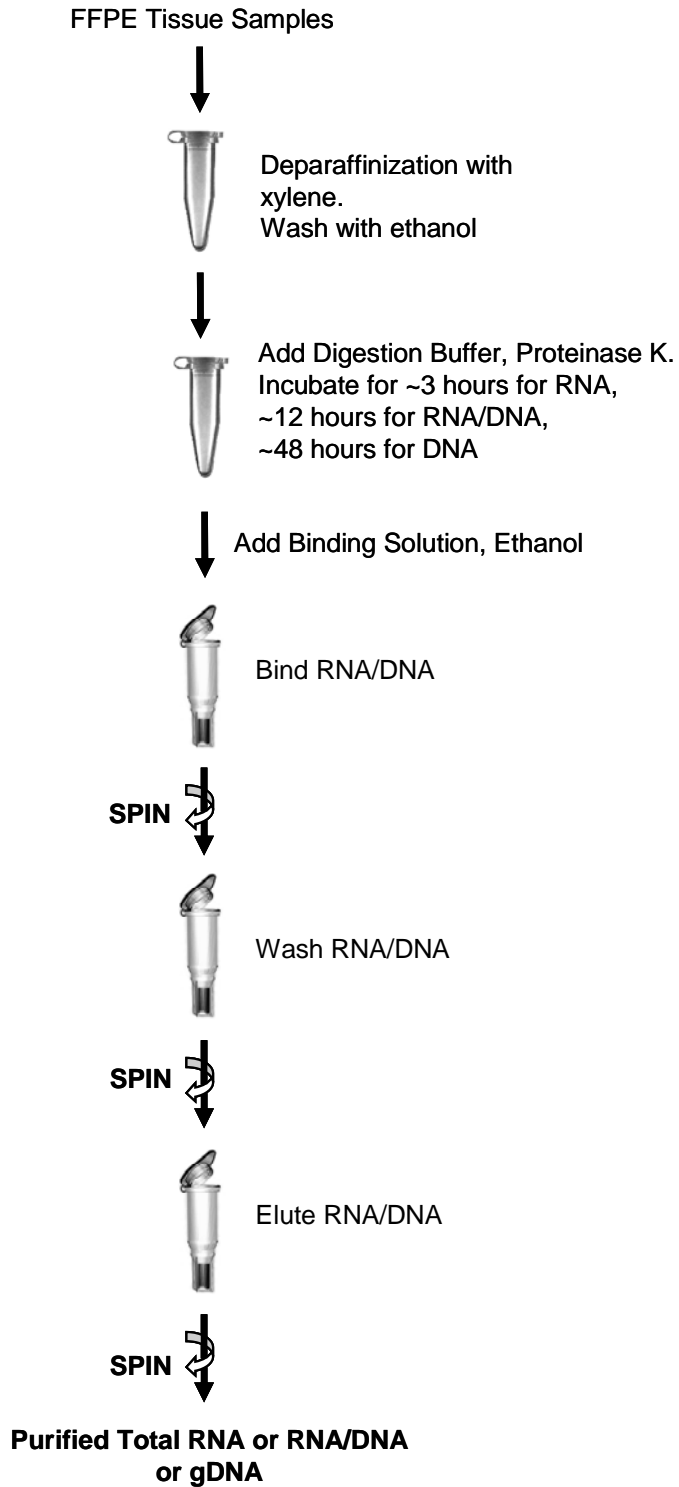 FFPE Tissue Samples
Deparaffinization with
xylene.
Wash with ethanol
Add Digestion Buffer, Proteinase K.
Incubate for ~3 hours for RNA,
~12 hours for RNA/DNA,
~48 hours for DNA
Add Binding Solution, Ethanol
Bind RNA/DNA
SPIN
Wash RNA/DNA
SPIN
Elute RNA/DNA
SPIN
Purified Total RNA or RNA/DNA
or gDNA